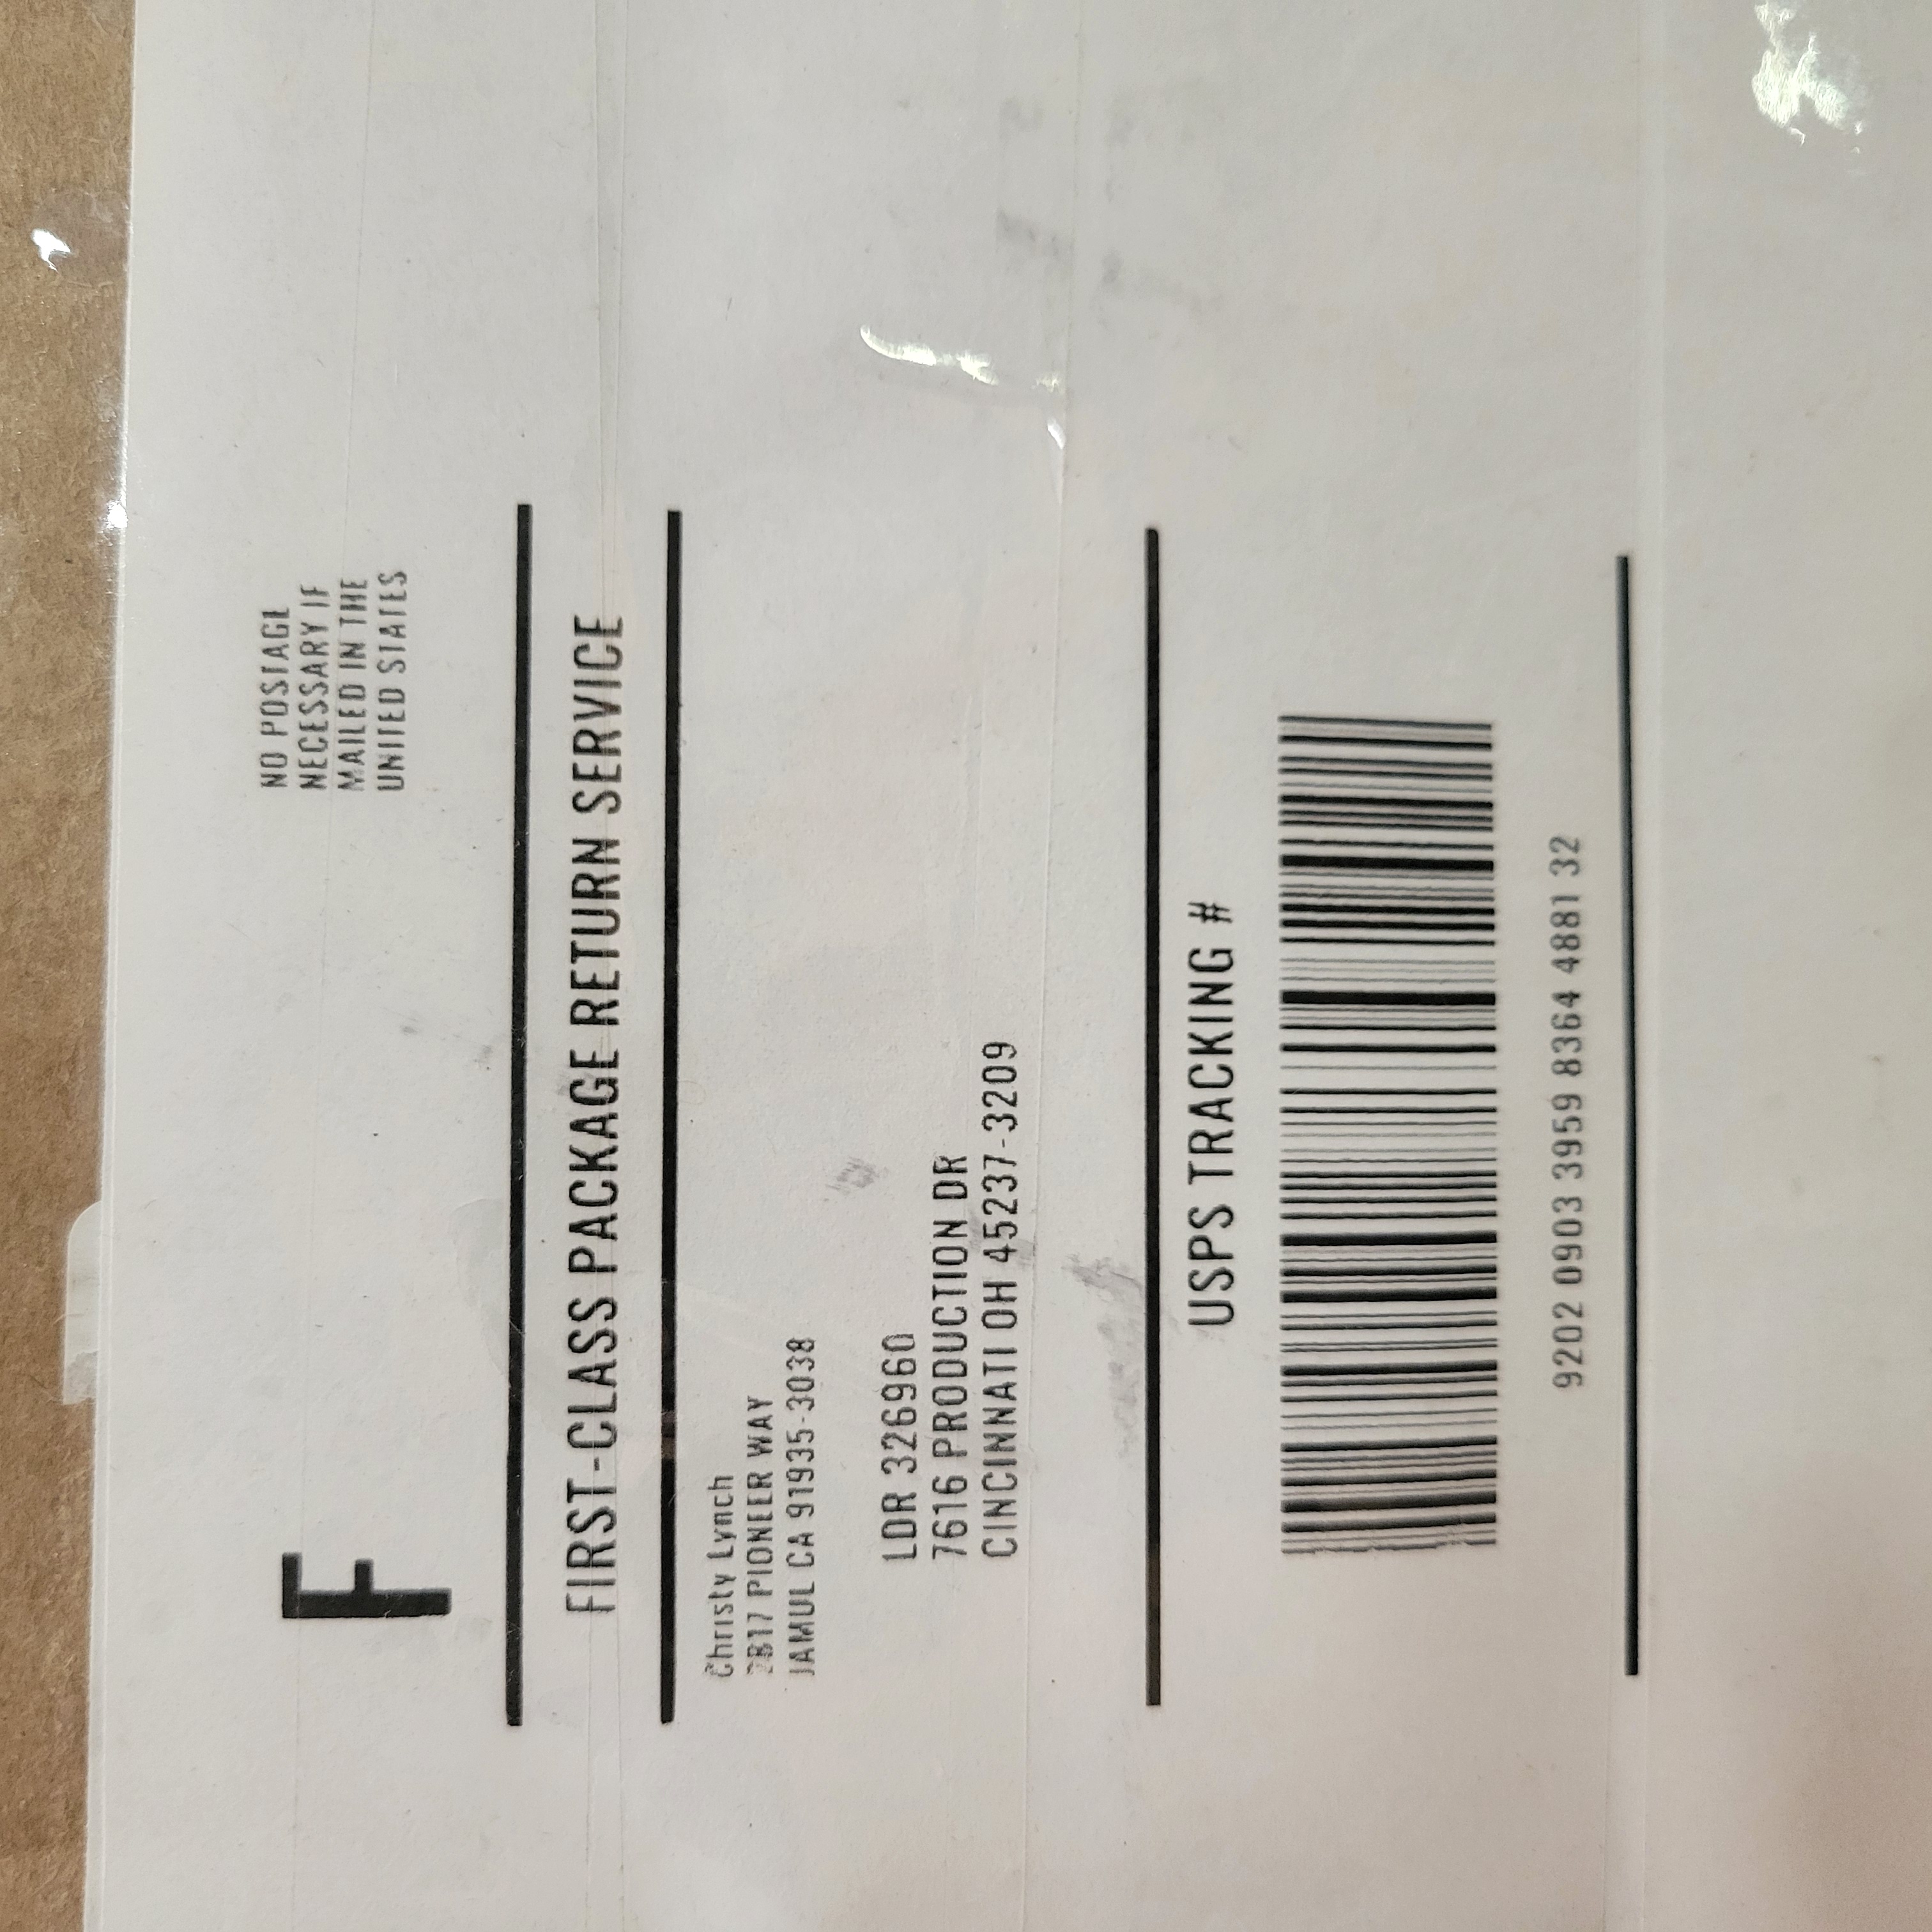 F
NO POSTAGE
NECESSARY IF
MAILED IN THE
UNITED STATES
FIRST-CLASS PACKAGE RETURN SERVICE
Christy Lynch
2817 PIONEER WAY
JAMUL CA 91935-3038
LDR 326960
7616 PRODUCTION DR
CINCINNATI OH 45237-3209
USPS TRACKING #
9202 0903 3959 8364 4881 32